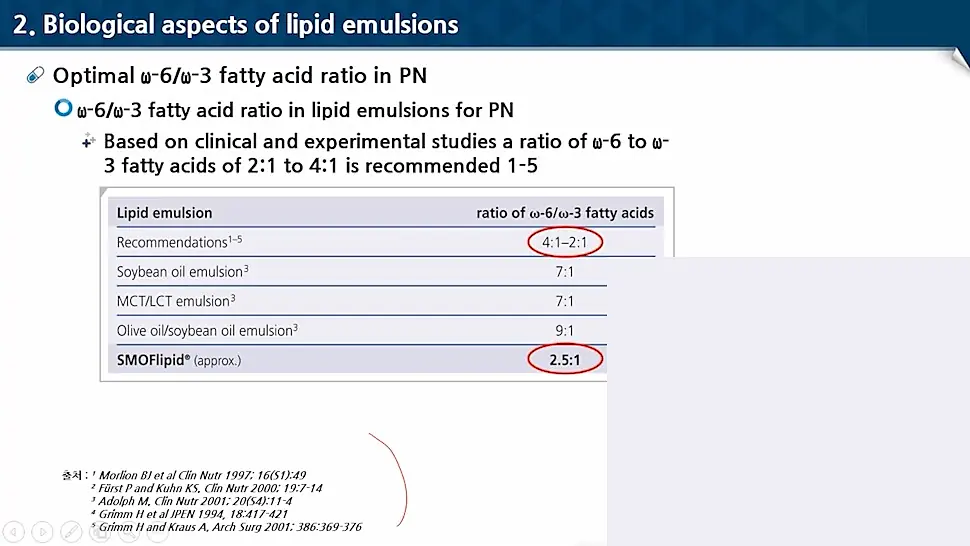 2. Biological aspects of lipid emulsions
Optimal ω-6/ω-3 fatty acid ratio in PN
ω-6/ω-3 fatty acid ratio in lipid emulsions for PN
Based on clinical and experimental studies a ratio of ω-6 to ω-
3 fatty acids of 2:1 to 4:1 is recommended 1-5
Lipid emulsion ratio of ω-6/ω-3 fatty acids
Recommendations¹⁻⁵ 4:1–2:1
Soybean oil emulsion³ 7:1
MCT/LCT emulsion³ 7:1
Olive oil/soybean oil emulsion³ 9:1
SMOFlipid® (approx.) 2.5:1
출처 : ¹ Morlion BJ et al Clin Nutr 1997; 16(S1):49
² Fürst P and Kuhn KS, Clin Nutr 2000; 19:7-14
³ Adolph M, Clin Nutr 2001; 20(S4):11-4
⁴ Grimm H et al JPEN 1994, 18:417-421
⁵ Grimm H and Kraus A, Arch Surg 2001; 386:369-376